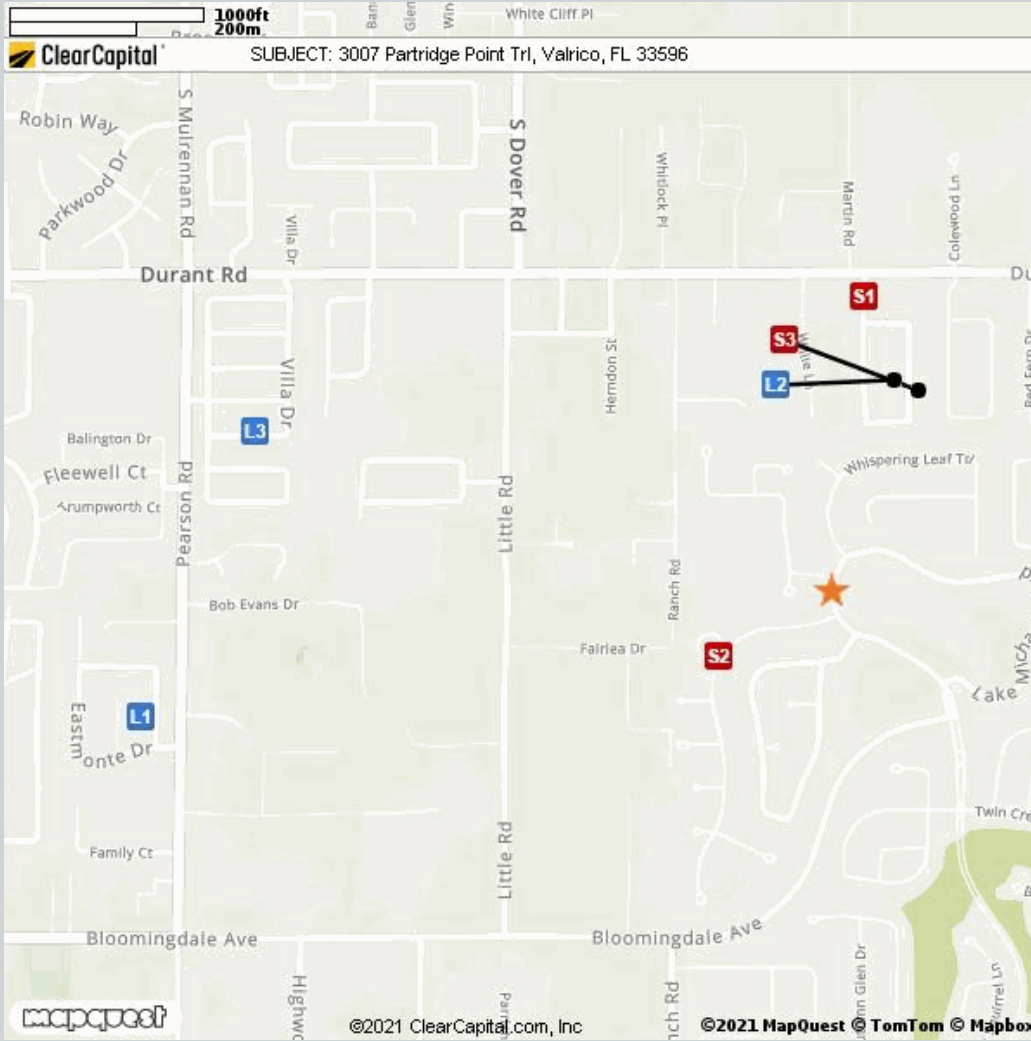 1000ft
200m
White Cliff Pl
ClearCapital
SUBJECT: 3007 Partridge Point Trl, Valrico, FL 33596
Robin Way
Parkwood Dr
S Mulrennan Rd
S Dover Rd
Whitlock Pl
Martin Rd
Colewood Ln
Villa Dr
Durant Rd
S1
S3
L2
Herndon St
Villa Dr
L3
Balington Dr
Fleewell Ct
Krumpworth Ct
Pearson Rd
Little Rd
Whispering Leaf Trl
Ranch Rd
Bob Evans Dr
Fairlea Dr
S2
Lake
L1
Eastmonte Dr
Twin
Family Ct
Little Rd
Bloomingdale Ave
Bloomingdale Ave
mapquest
©2021 ClearCapital.com, Inc
©2021 MapQuest © TomTom © Mapbox